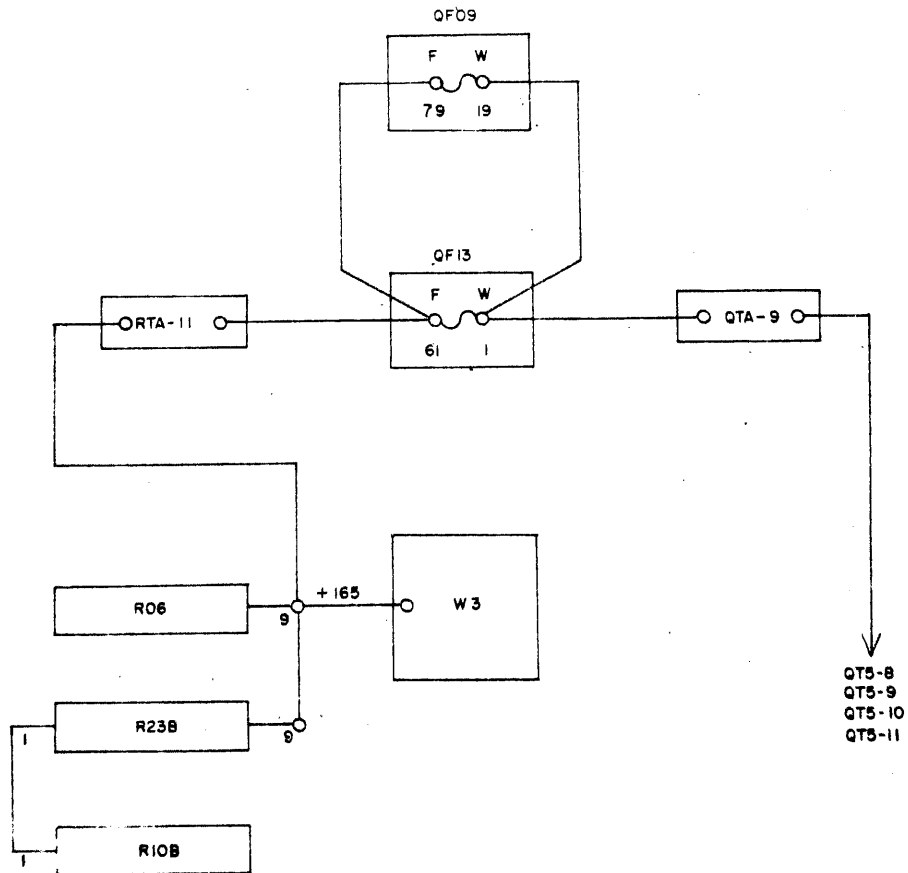 QF09
F W
79 19
QF13
F W
RTA-11
QTA-9
61 1
+165
R06
9
W3
QT5-8
QT5-9
QT5-10
QT5-11
R23B
9
1
R10B
1